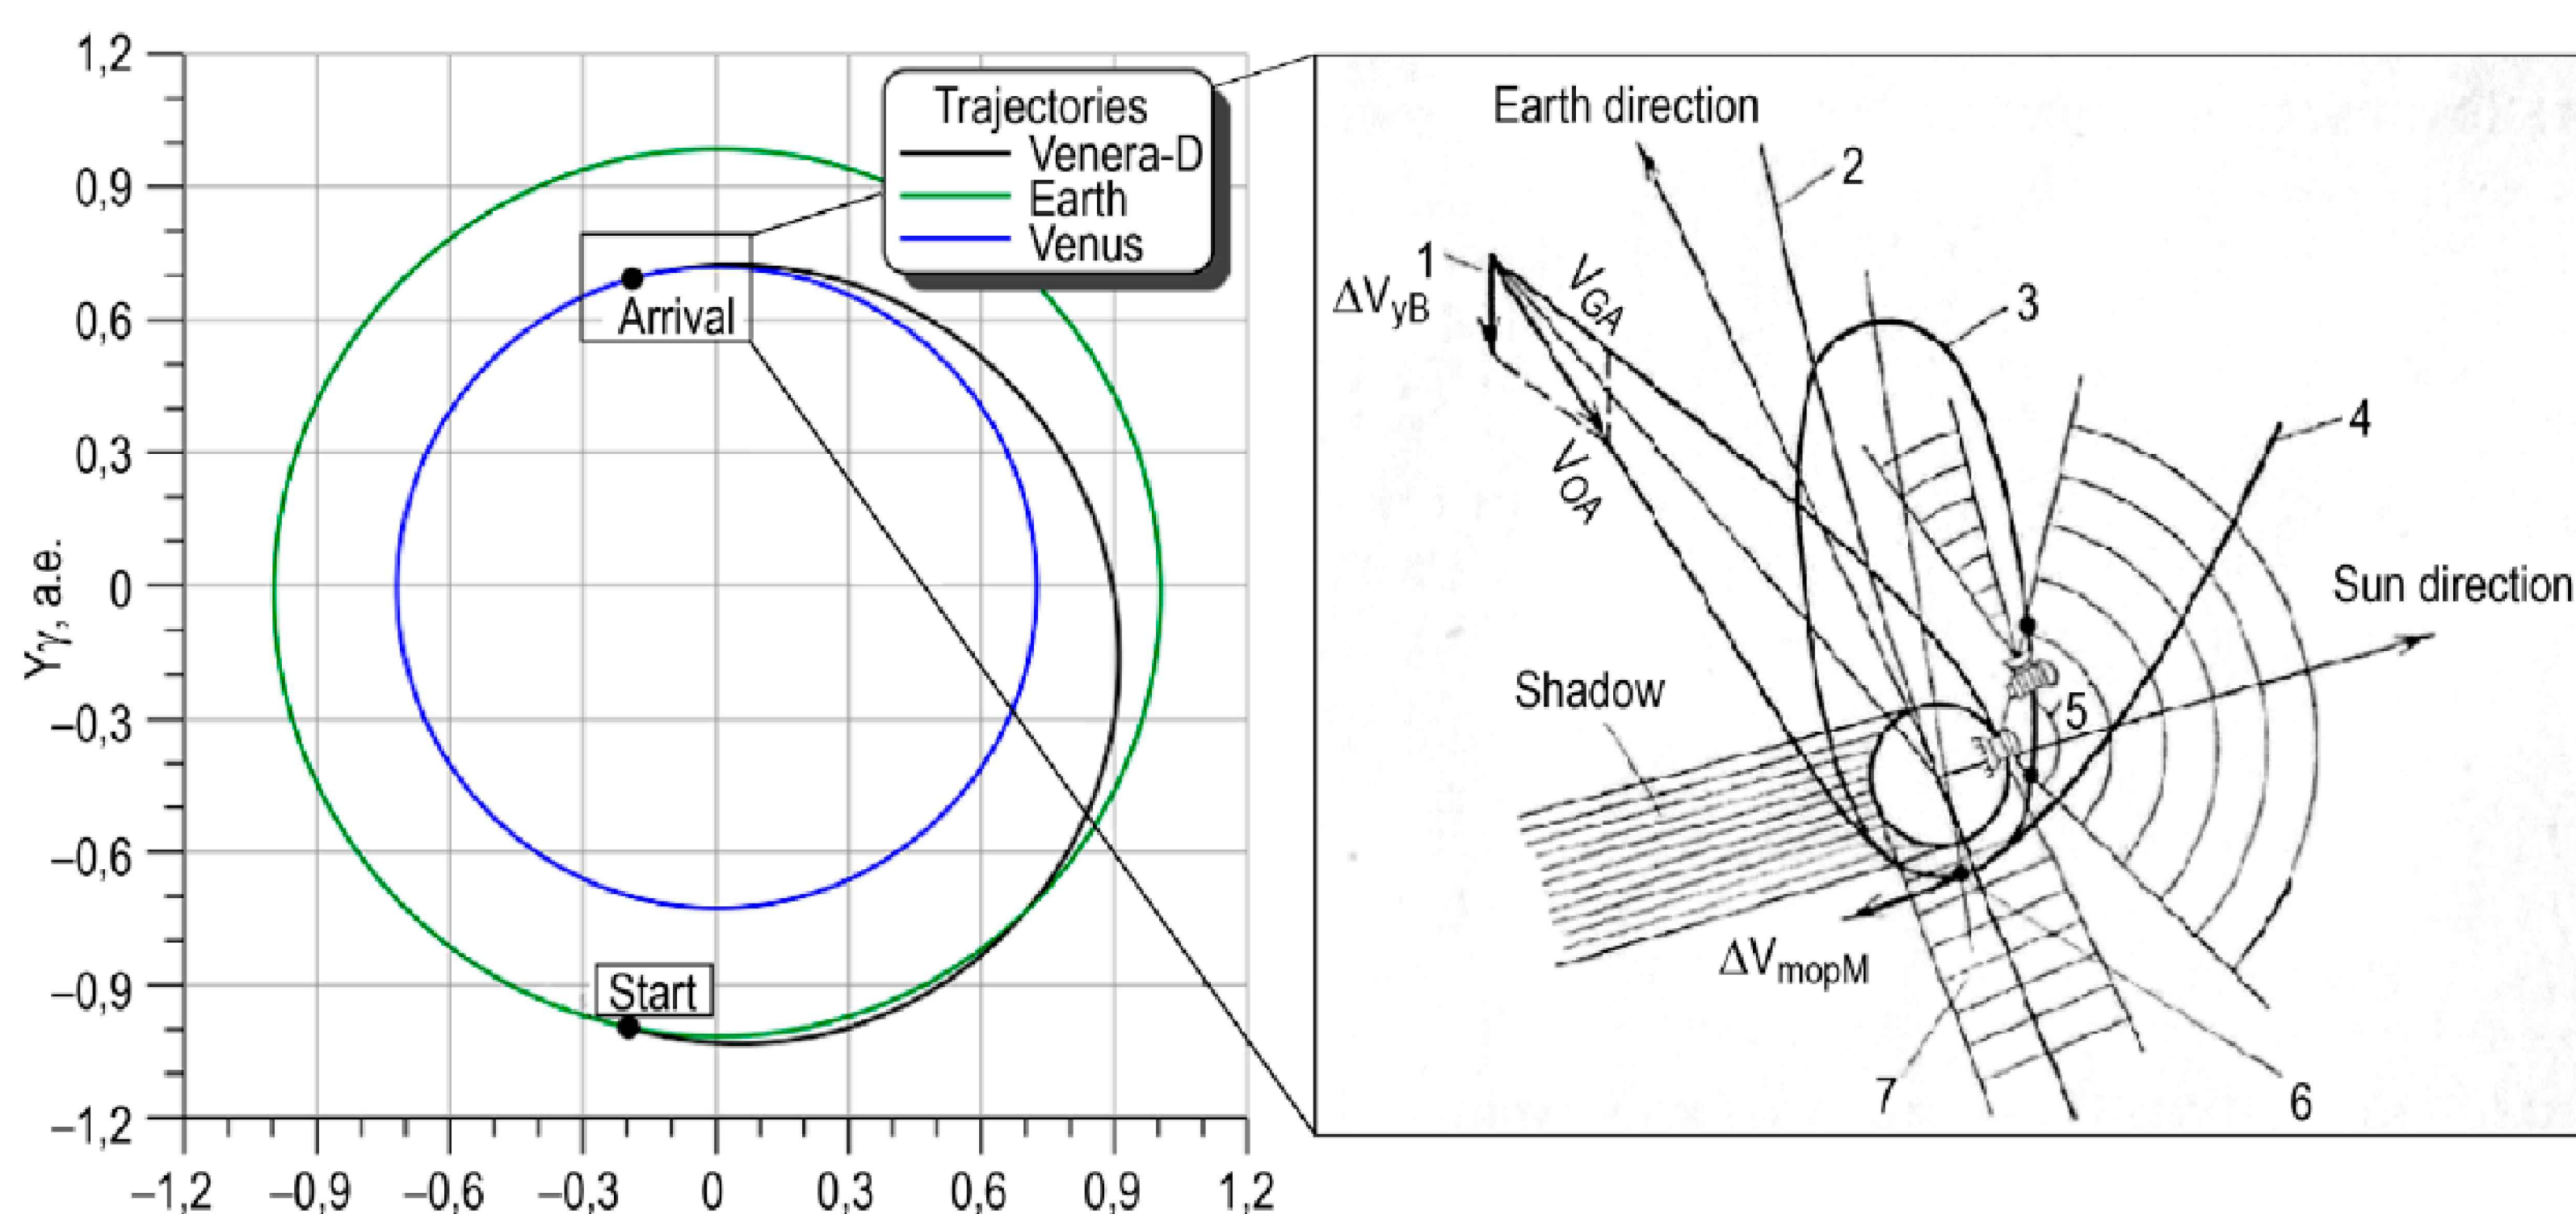 1,2
0,9
0,6
0,3
0
–0,3
–0,6
–0,9
–1,2
Yγ, a.e.
–1,2
–0,9
–0,6
–0,3
0
0,3
0,6
0,9
1,2
Trajectories
Venera-D
Earth
Venus
Arrival
Start
Earth direction
2
1
ΔVyB
VGA
VOA
3
4
Sun direction
Shadow
5
ΔVmopM
7
6